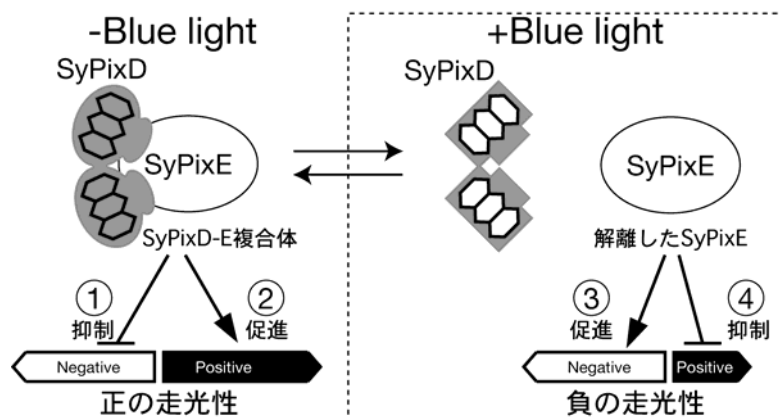 -Blue light
+Blue light
SyPixD
SyPixD
SyPixE
SyPixE
SyPixD-E複合体
解離したSyPixE
①
抑制
②
促進
③
促進
④
抑制
Negative
Positive
Negative
Positive
正の走光性
負の走光性